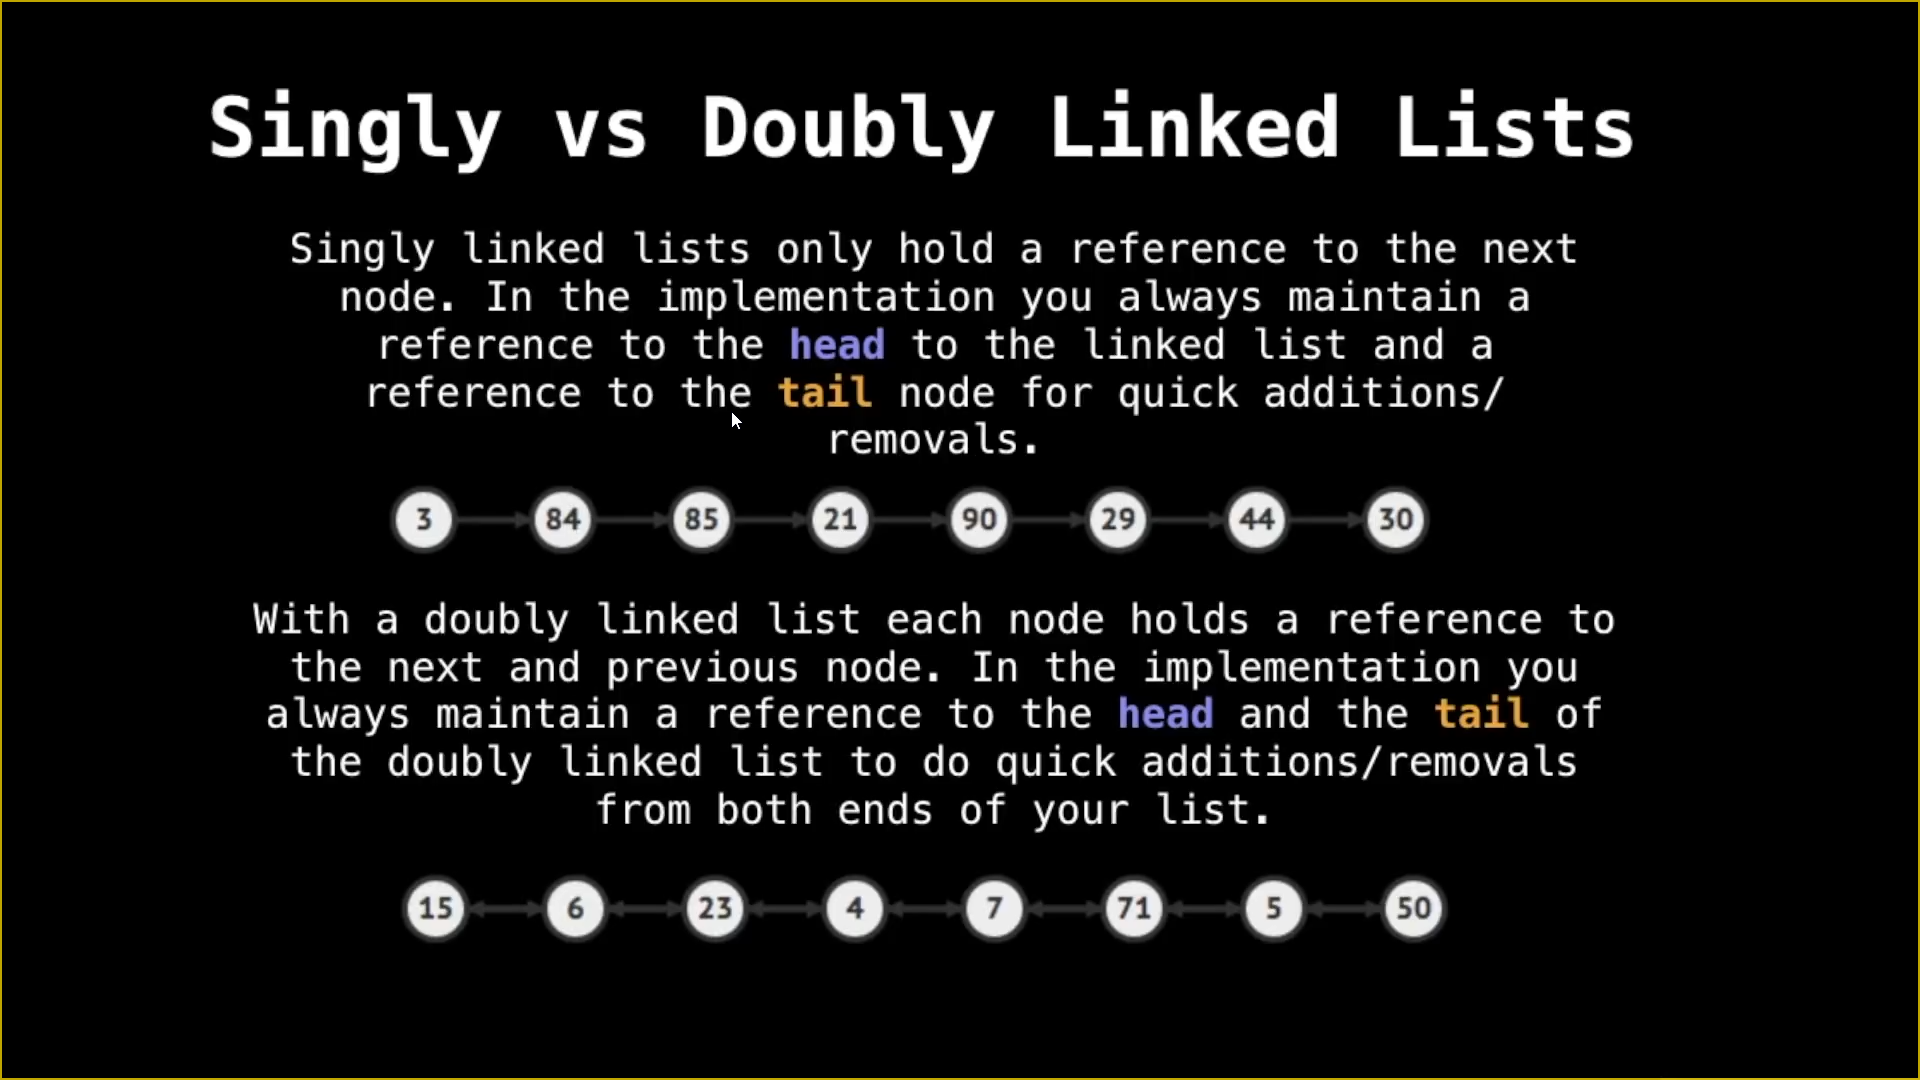 Singly vs Doubly Linked Lists
Singly linked lists only hold a reference to the next
node. In the implementation you always maintain a
reference to the head to the linked list and a
reference to the tail node for quick additions/
removals.
3 84 85 21 90 29 44 30
With a doubly linked list each node holds a reference to
the next and previous node. In the implementation you
always maintain a reference to the head and the tail of
the doubly linked list to do quick additions/removals
from both ends of your list.
15 6 23 4 7 71 5 50